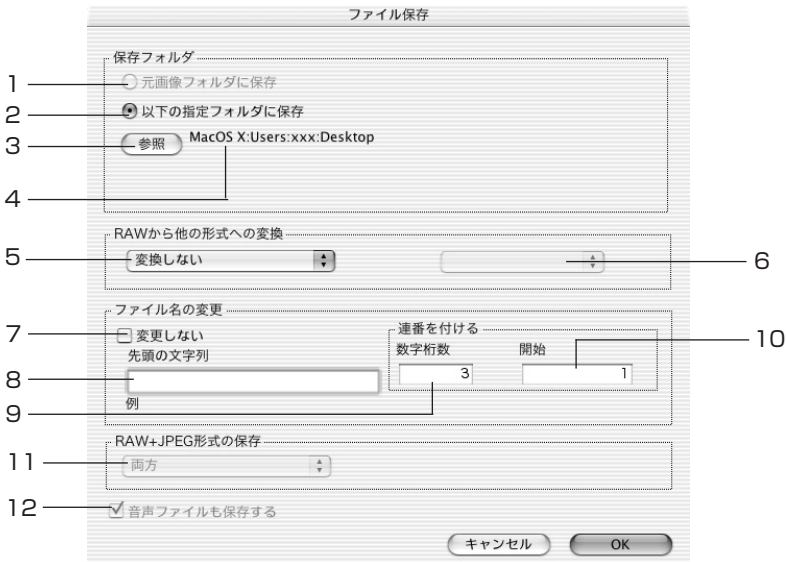 ファイル保存
保存フォルダ
1 元画像フォルダに保存
2 以下の指定フォルダに保存
3 参照 MacOS X:Users:xxx:Desktop
4
RAWから他の形式への変換
5 変換しない 6
ファイル名の変更
7 変更しない 連番を付ける
先頭の文字列 数字桁数 開始 10
8 3 1
9 例
RAW+JPEG形式の保存
11 両方
12 音声ファイルも保存する
キャンセル OK